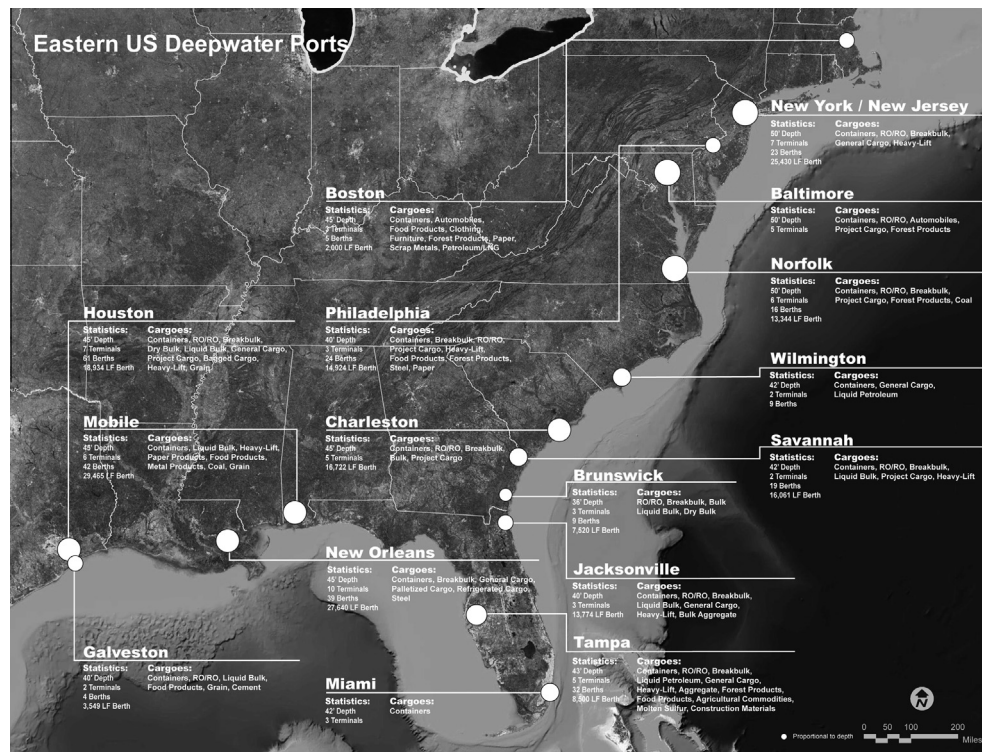 Eastern US Deepwater Ports
New York / New Jersey
Statistics: Cargoes:
50' Depth Containers, RO/RO, Breakbulk,
7 Terminals General Cargo, Heavy-Lift
23 Berths
25,430 LF Berth
Boston
Statistics: Cargoes:
45' Depth Containers, Automobiles,
3 Terminals Food Products, Clothing,
5 Berths Furniture, Forest Products, Paper,
2,000 LF Berth Scrap Metals, Petroleum/LNG
Baltimore
Statistics: Cargoes:
50' Depth Containers, RO/RO, Automobiles,
5 Terminals Project Cargo, Forest Products
Norfolk
Statistics: Cargoes:
50' Depth Containers, RO/RO, Breakbulk,
6 Terminals Project Cargo, Forest Products, Coal
16 Berths
13,344 LF Berth
Houston
Statistics: Cargoes:
45' Depth Containers, RO/RO, Breakbulk,
7 Terminals Dry Bulk, Liquid Bulk, General Cargo,
61 Berths Project Cargo, Bagged Cargo,
18,934 LF Berth Heavy-Lift, Grain
Philadelphia
Statistics: Cargoes:
40' Depth Containers, Breakbulk, RO/RO,
3 Terminals Project Cargo, Heavy-Lift,
24 Berths Food Products, Forest Products,
14,924 LF Berth Steel, Paper
Wilmington
Statistics: Cargoes:
42' Depth Containers, General Cargo,
2 Terminals Liquid Petroleum
9 Berths
Mobile
Statistics: Cargoes:
45' Depth Containers, Liquid Bulk, Heavy-Lift,
6 Terminals Paper Products, Food Products,
42 Berths Metal Products, Coal, Grain
29,465 LF Berth
Charleston
Statistics: Cargoes:
45' Depth Containers, RO/RO, Breakbulk,
5 Terminals Bulk, Project Cargo
16,722 LF Berth
Savannah
Statistics: Cargoes:
42' Depth Containers, RO/RO, Breakbulk,
2 Terminals Liquid Bulk, Project Cargo, Heavy-Lift
19 Berths
16,061 LF Berth
Brunswick
Statistics: Cargoes:
36' Depth RO/RO, Breakbulk, Bulk
3 Terminals Liquid Bulk, Dry Bulk
9 Berths
7,520 LF Berth
New Orleans
Statistics: Cargoes:
45' Depth Containers, Breakbulk, General Cargo,
10 Terminals Palletized Cargo, Refrigerated Cargo,
39 Berths Steel
27,640 LF Berth
Jacksonville
Statistics: Cargoes:
40' Depth Containers, RO/RO, Breakbulk,
3 Terminals Liquid Bulk, General Cargo,
13,774 LF Berth Heavy-Lift, Bulk Aggregate
Galveston
Statistics: Cargoes:
40' Depth Containers, RO/RO, Liquid Bulk,
2 Terminals Food Products, Grain, Cement
4 Berths
3,549 LF Berth
Miami
Statistics: Cargoes:
42' Depth Containers
3 Terminals
Tampa
Statistics: Cargoes:
43' Depth Containers, RO/RO, Breakbulk,
5 Terminals Liquid Petroleum, General Cargo,
32 Berths Heavy-Lift, Aggregate, Forest Products,
8,500 LF Berth Food Products, Agricultural Commodities,
Molten Sulfur, Construction Materials
N
Proportional to depth
0 50 100 200
Miles